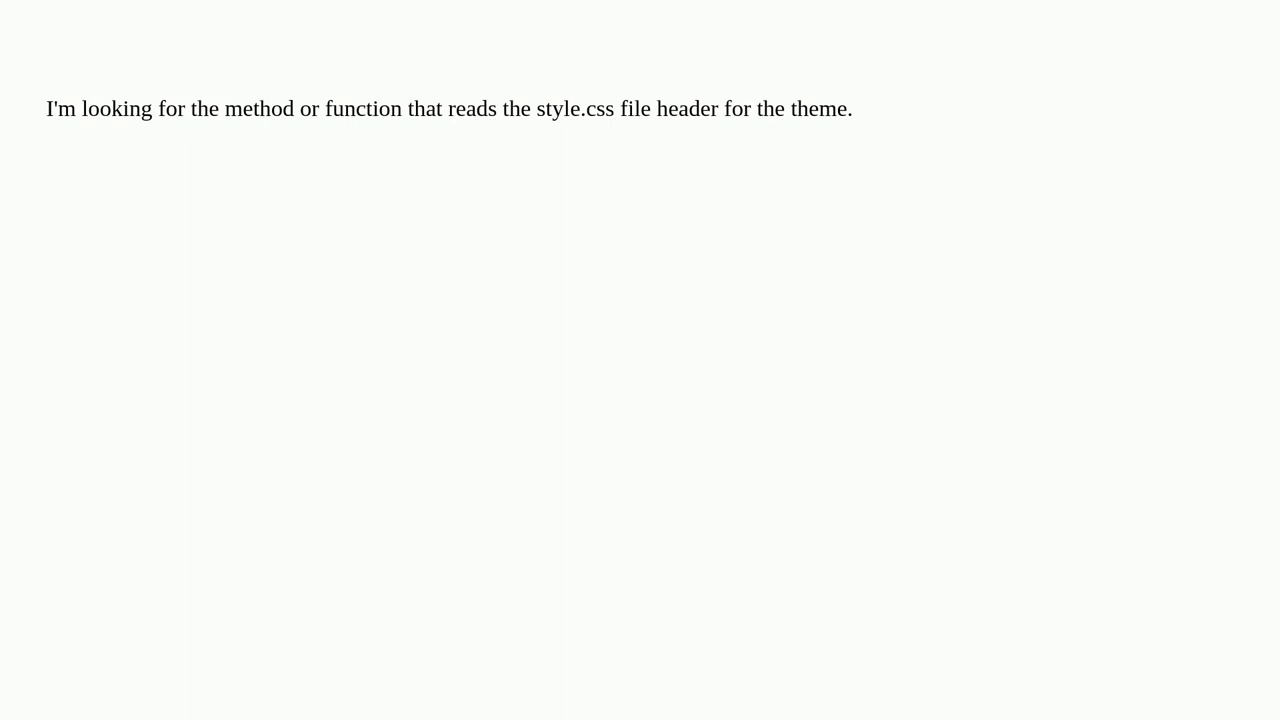 I'm looking for the method or function that reads the style.css file header for the theme.